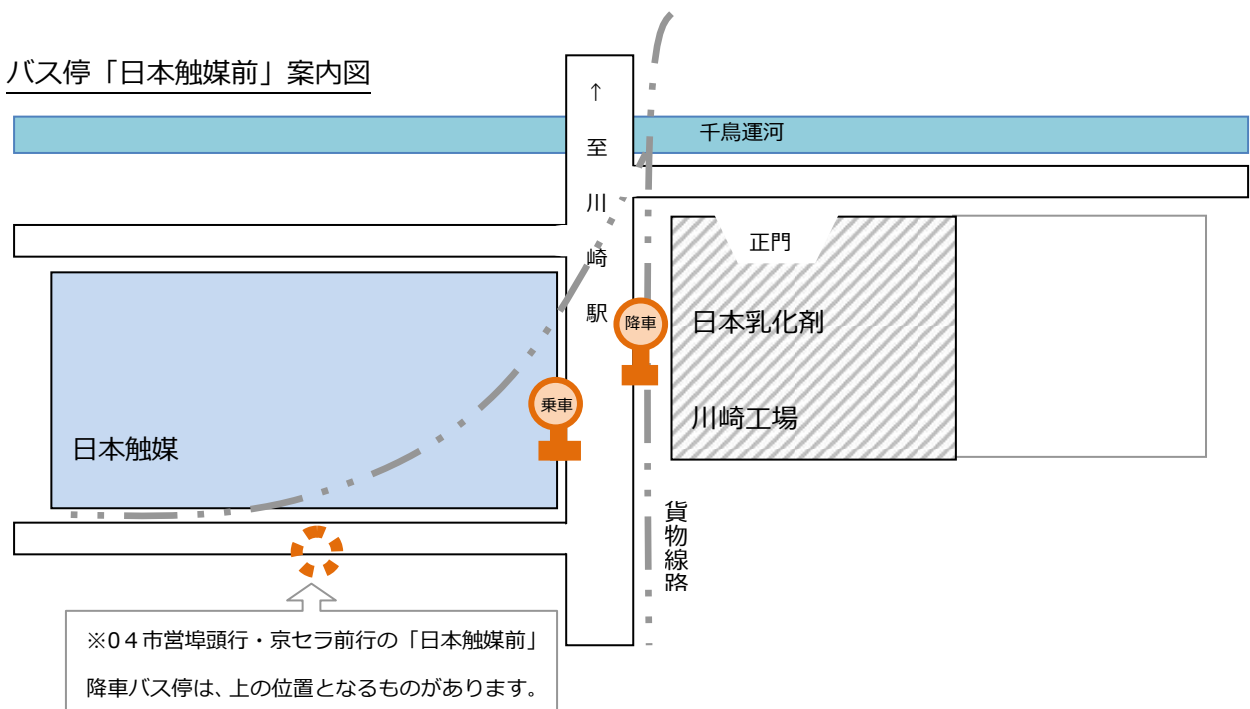 バス停「日本触媒前」案内図
↑至川崎駅
千鳥運河
正門
日本乳化剤
川崎工場
降車
乗車
日本触媒
貨物線路
※04市営埠頭行・京セラ前行の「日本触媒前」
降車バス停は、上の位置となるものがあります。